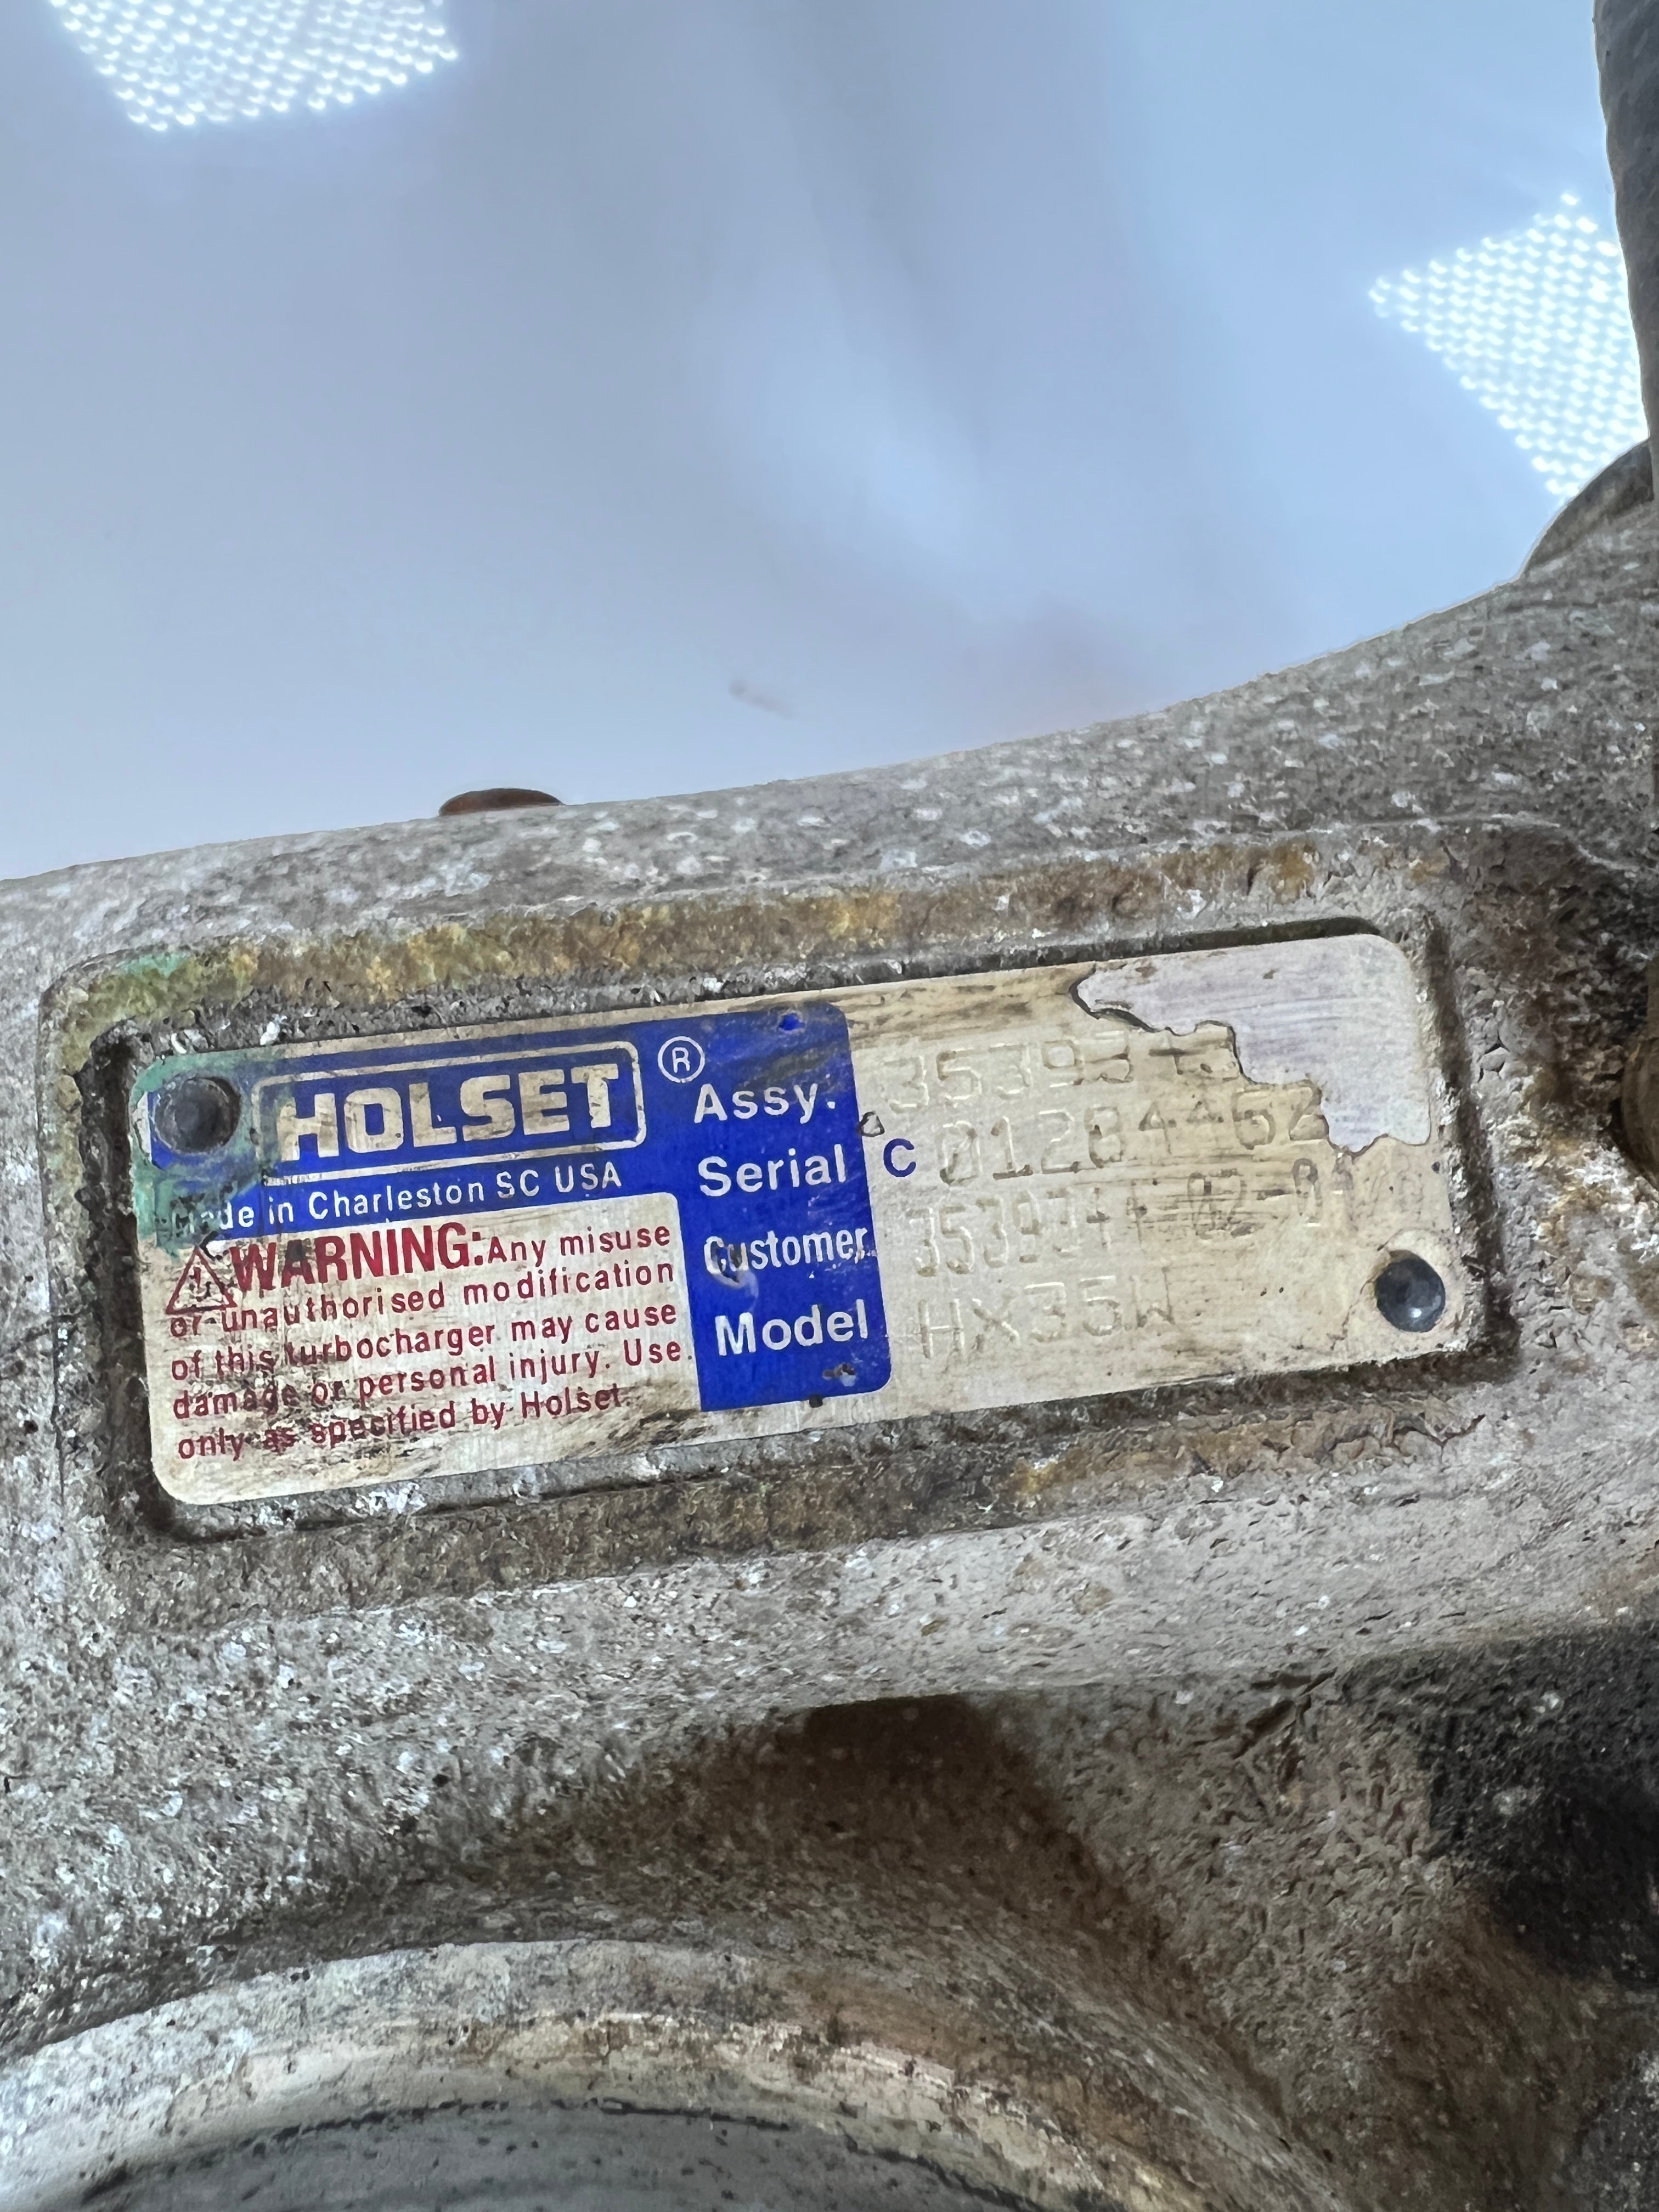 HOLSET ®
Made in Charleston SC USA
WARNING: Any misuse
or unauthorised modification
of this turbocharger may cause
damage or personal injury. Use
only as specified by Holset.
Assy.
Serial C
Customer
Model HX35W